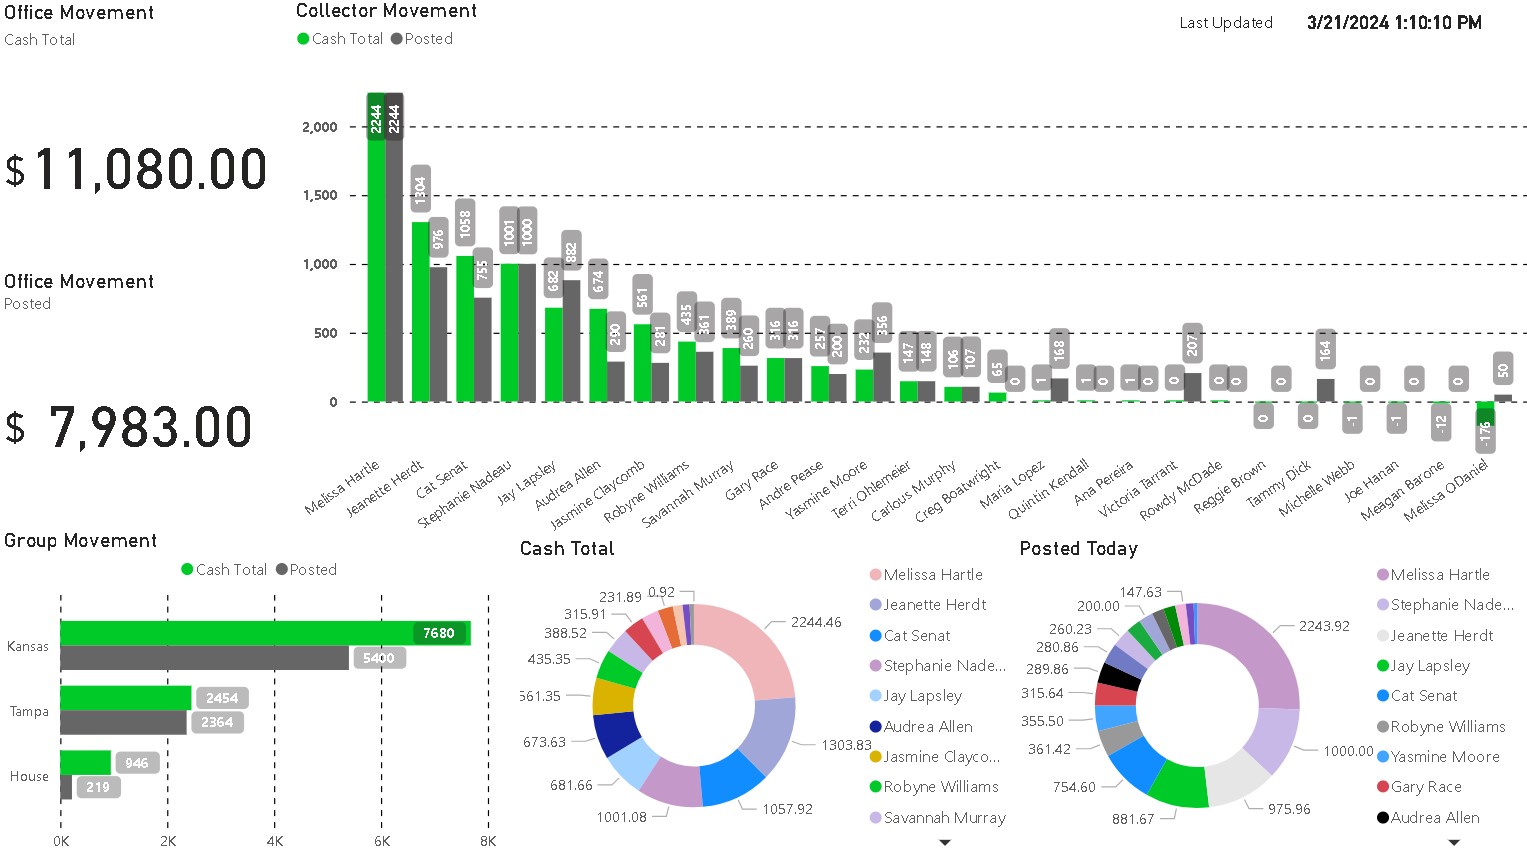 Office Movement
Cash Total
$ 11,080.00
Office Movement
Posted
$ 7,983.00
Collector Movement
Cash Total Posted
Last Updated 3/21/2024 1:10:10 PM
2,000
1,500
1,000
500
0
2244 2244 1304 976 1058 755 1001 1000 682 882 674 290 561 281 435 361 389 260 316 316 257 200 232 356 147 148 106 107 65 0 1 168 1 0 1 0 0 207 0 0 0 0 0 164 -1 0 -1 0 -12 0 -176 50
Melissa Hartle
Jeanette Herdt
Cat Senat
Stephanie Nadeau
Jay Lapsley
Audrea Allen
Jasmine Claycomb
Robyne Williams
Savannah Murray
Gary Race
Andre Pease
Yasmine Moore
Terri Ohlemeier
Carlous Murphy
Creg Boatwright
Maria Lopez
Quintin Kendall
Ana Pereira
Victoria Tarrant
Rowdy McDade
Reggie Brown
Tammy Dick
Michelle Webb
Joe Hanan
Meagan Barone
Melissa ODaniel
Group Movement
Cash Total Posted
Kansas 7680
5400
Tampa 2454
2364
House 946
219
0K 2K 4K 6K 8K
Cash Total
2244.46
1303.83
1057.92
1001.08
681.66
673.63
561.35
435.35
388.52
315.91
231.89
0.92
Melissa Hartle
Jeanette Herdt
Cat Senat
Stephanie Nade...
Jay Lapsley
Audrea Allen
Jasmine Clayco...
Robyne Williams
Savannah Murray
Posted Today
2243.92
1000.00
975.96
881.67
754.60
361.42
355.50
315.64
289.86
280.86
260.23
200.00
147.63
Melissa Hartle
Stephanie Nade...
Jeanette Herdt
Jay Lapsley
Cat Senat
Robyne Williams
Yasmine Moore
Gary Race
Audrea Allen